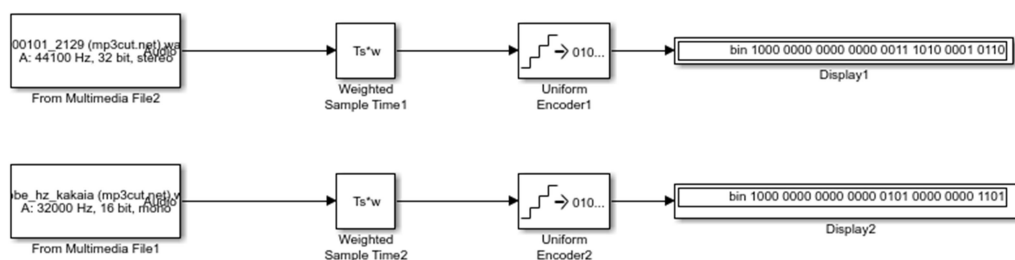 00101_2129 (mp3cut.net).wa
Audio
A: 44100 Hz, 32 bit, stereo
From Multimedia File2
Ts*w
Weighted
Sample Time1
010...
Uniform
Encoder1
bin 1000 0000 0000 0000 0011 1010 0001 0110
Display1
be_hz_kakaia (mp3cut.net).w
Audio
A: 32000 Hz, 16 bit, mono
From Multimedia File1
Ts*w
Weighted
Sample Time2
010...
Uniform
Encoder2
bin 1000 0000 0000 0000 0101 0000 0000 1101
Display2